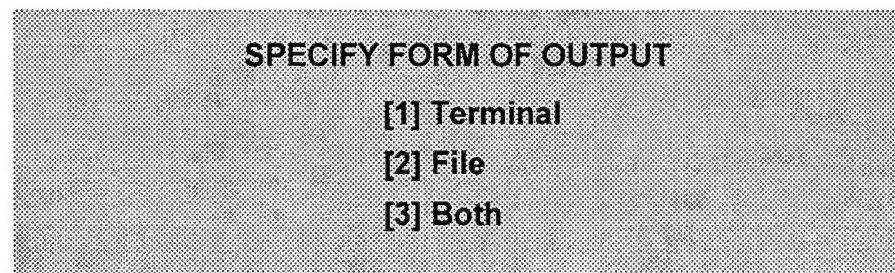 SPECIFY FORM OF OUTPUT
[1] Terminal
[2] File
[3] Both